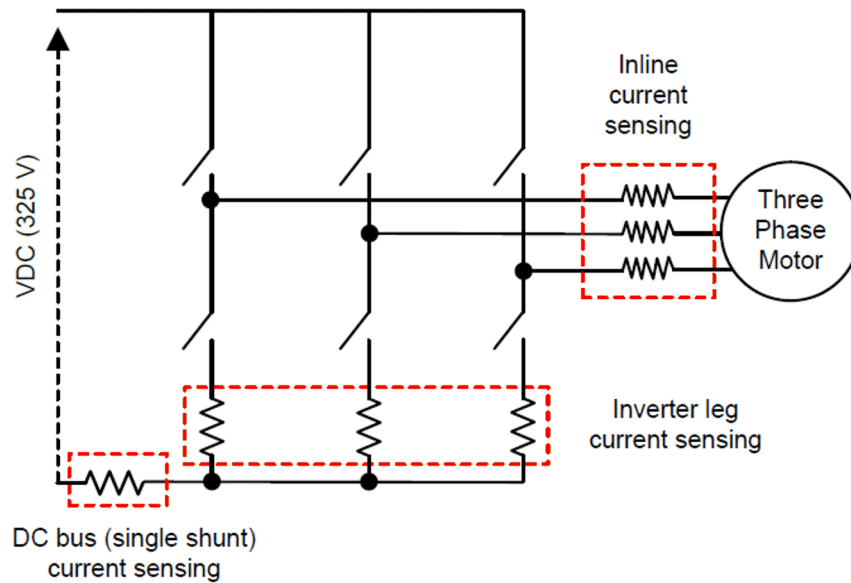 Inline
current
sensing
VDC (325 V)
Three
Phase
Motor
Inverter leg
current sensing
DC bus (single shunt)
current sensing